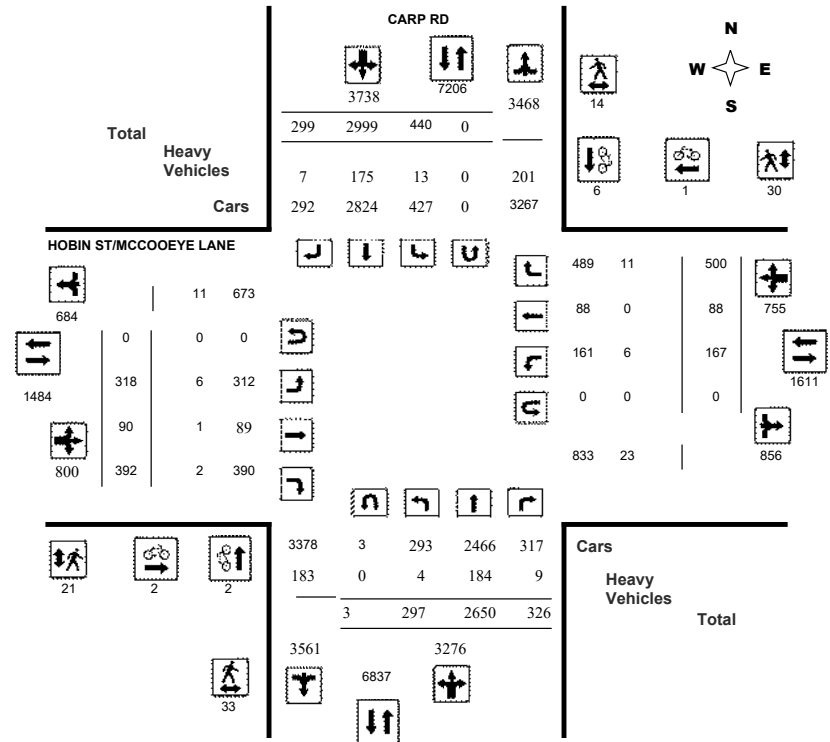 CARP RD
N
W E
S
7206
3738
3468
14
Total
299 2999 440 0
Heavy
Vehicles
7 175 13 0 201
6 1 30
Cars
292 2824 427 0 3267
HOBIN ST/MCCOOEYE LANE
489 11 500
11 673
684
755
88 0 88
0 0 0
161 6 167
1484
318 6 312
1611
0 0 0
90 1 89
833 23 856
800
392 2 390
3378 3 293 2466 317
Cars
183 0 4 184 9
Heavy
Vehicles
21 2 2
3 297 2650 326
Total
3561 3276
6837
33